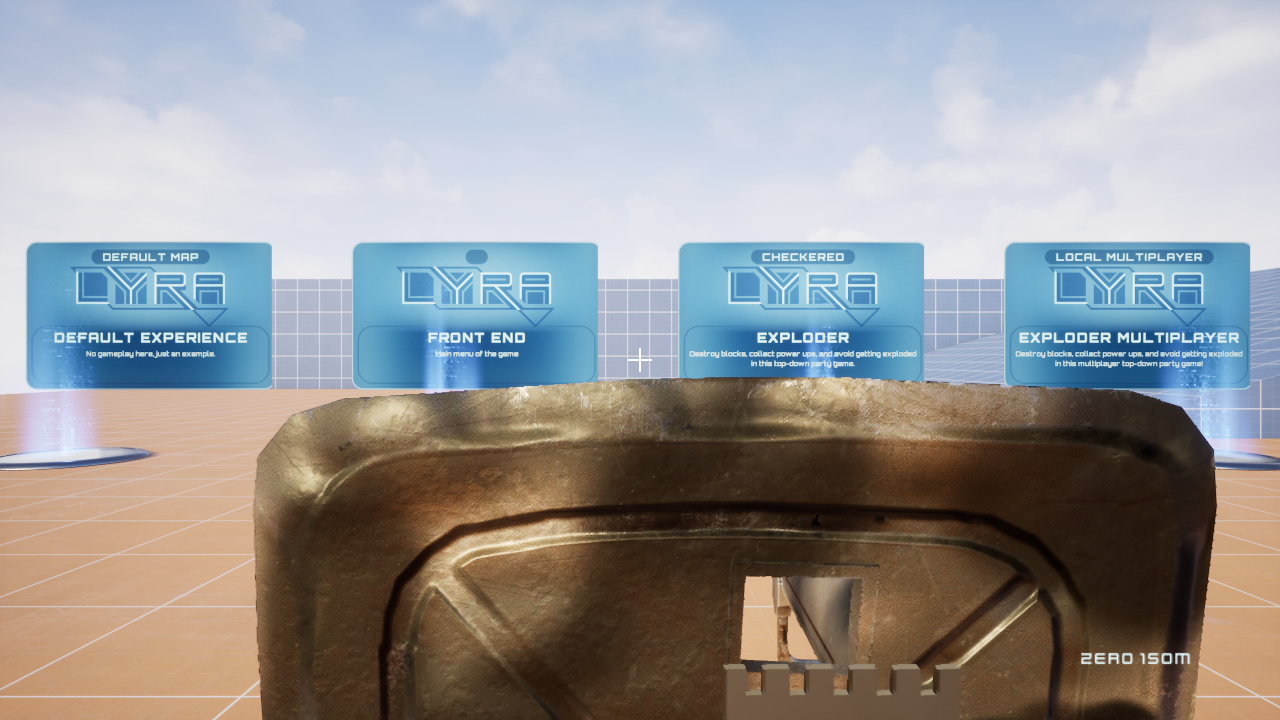 DEFAULT MAP
LYRA
DEFAULT EXPERIENCE
No gameplay here, just an example.
LYRA
FRONT END
Main menu of the game
CHECKERED
LYRA
EXPLODER
Destroy blocks, collect power ups, and avoid getting exploded
in this top-down party game.
LOCAL MULTIPLAYER
LYRA
EXPLODER MULTIPLAYER
Destroy blocks, collect power ups, and avoid getting exploded
in this multiplayer top-down party game!
ZERO 150M